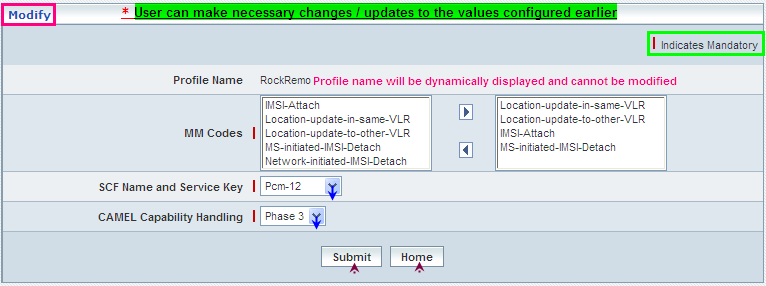 Modify
* User can make necessary changes / updates to the values configured earlier
Indicates Mandatory
Profile Name RockRemo Profile name will be dynamically displayed and cannot be modified
MM Codes
IMSI-Attach
Location-update-in-same-VLR
Location-update-to-other-VLR
MS-initiated-IMSI-Detach
Network-initiated-IMSI-Detach
Location-update-in-same-VLR
Location-update-to-other-VLR
IMSI-Attach
MS-initiated-IMSI-Detach
SCF Name and Service Key Pcm-12
CAMEL Capability Handling Phase 3
Submit Home